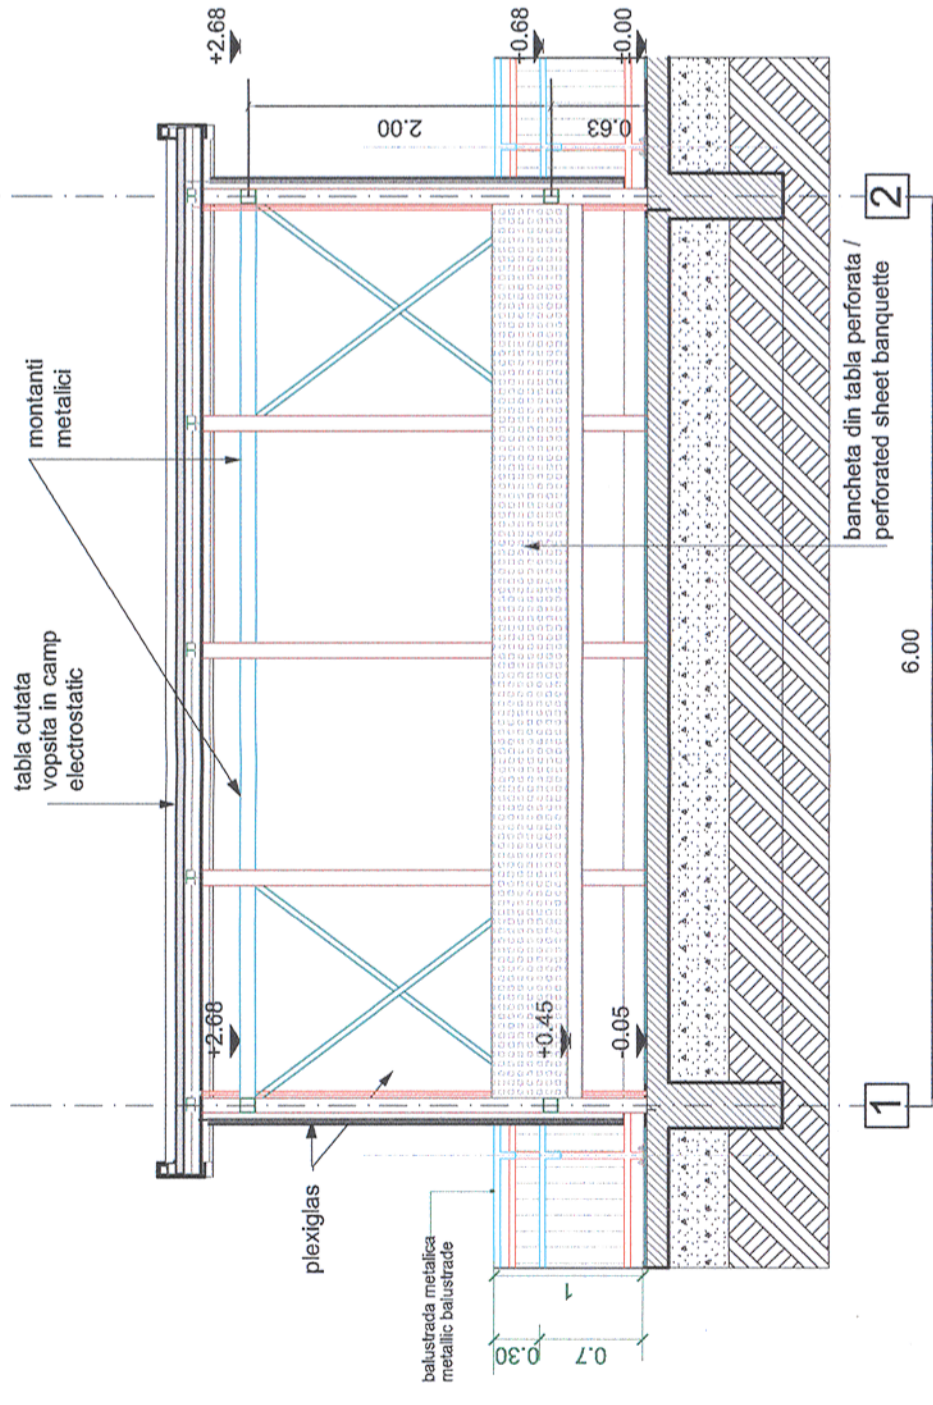 tabla cutata
vopsita in camp
electrostatic
montanti
metalici
+2.68
+0.68
+0.00
2.00
0.63
+2.68
+0.45
-0.05
plexiglas
balustrada metalica
metallic balustrade
0.30
0.7
1
1
2
6.00
bancheta din tabla perforata /
perforated sheet banquette